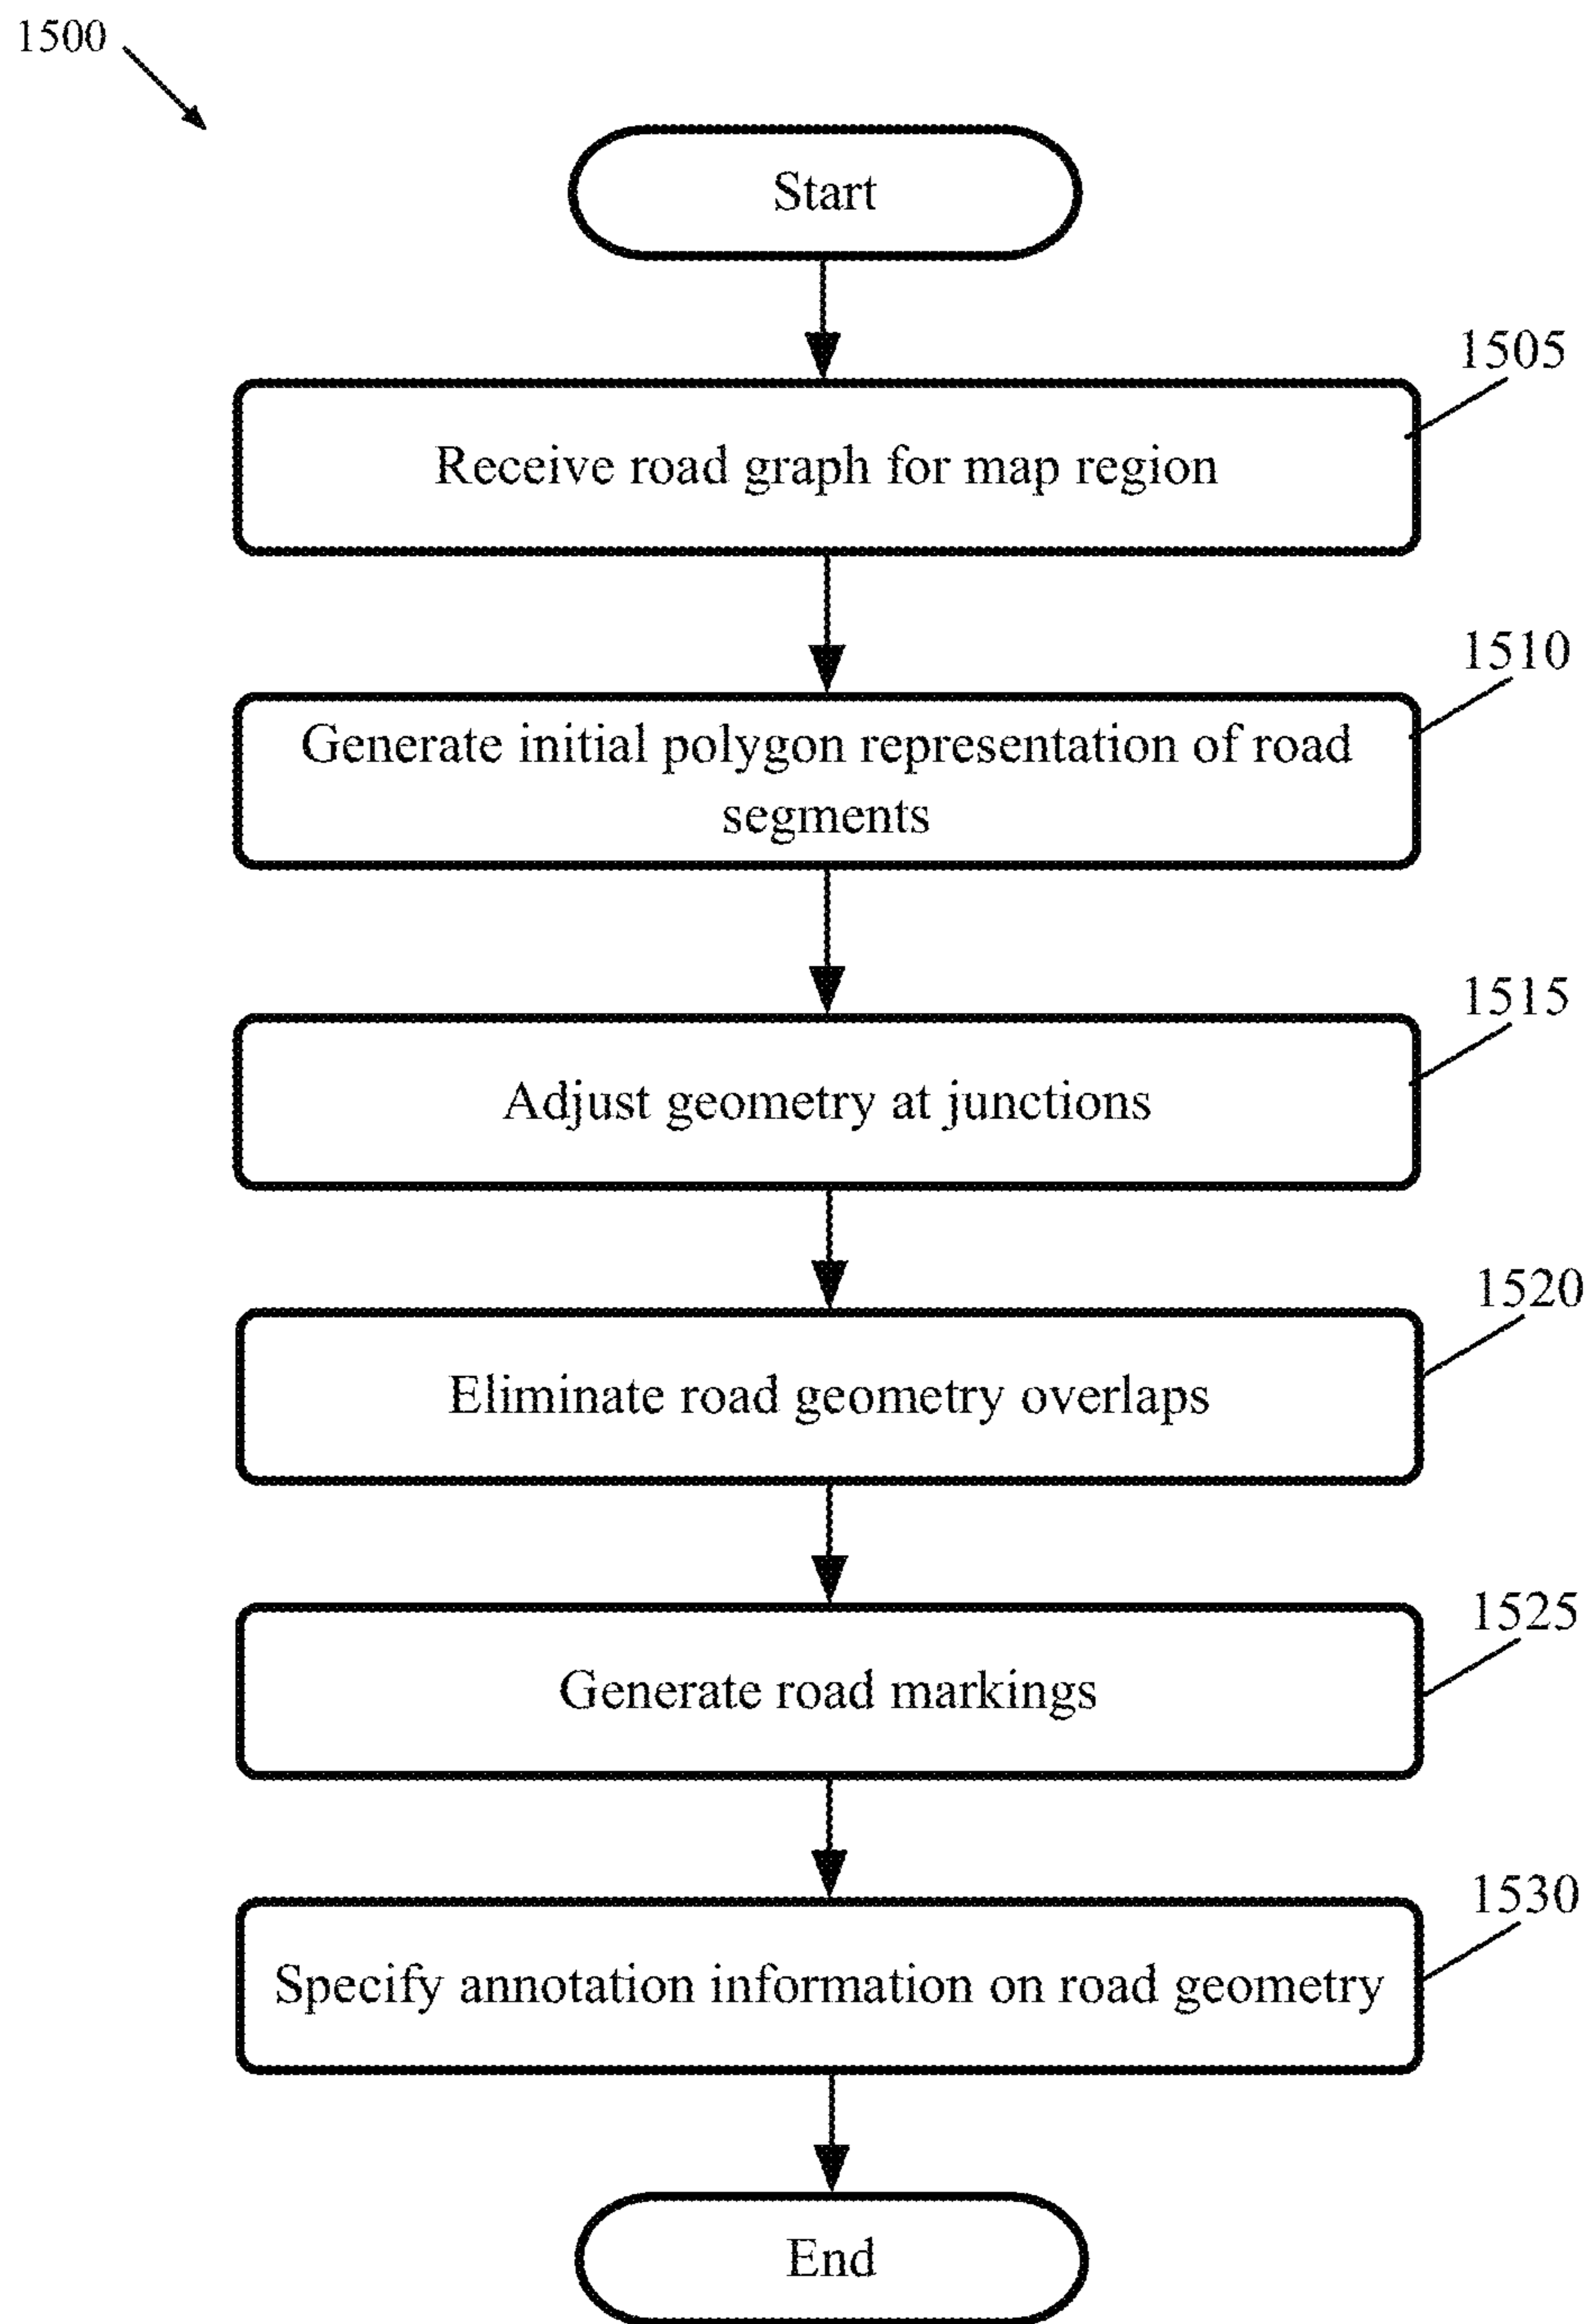 1500
Start
1505
Receive road graph for map region
1510
Generate initial polygon representation of road
segments
1515
Adjust geometry at junctions
1520
Eliminate road geometry overlaps
1525
Generate road markings
1530
Specify annotation information on road geometry
End